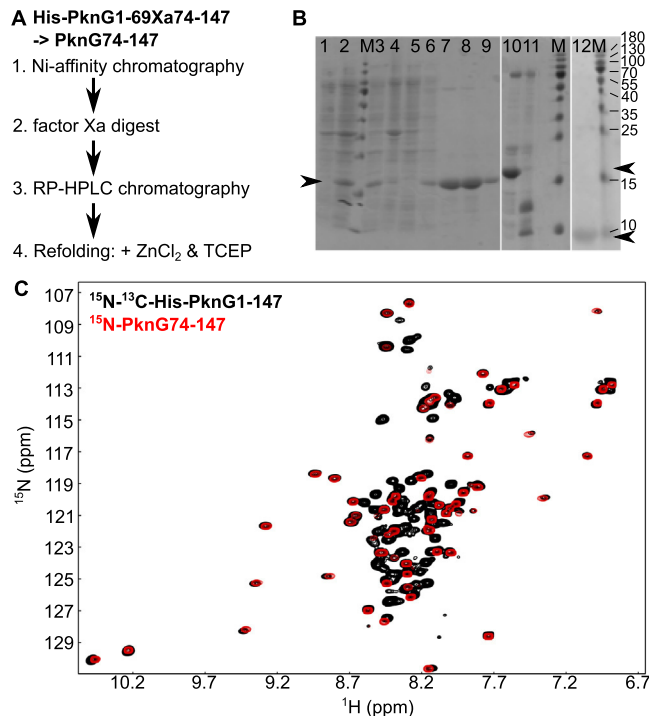 A His-PknG1-69Xa74-147
-> PknG74-147
1. Ni-affinity chromatography
2. factor Xa digest
3. RP-HPLC chromatography
4. Refolding: + ZnCl₂ & TCEP
B
1 2 M 3 4 5 6 7 8 9 10 11 M 12 M
180
130
100
70
55
40
35
25
15
10
C
¹⁵N-¹³C-His-PknG1-147
¹⁵N-PknG74-147
107
109
111
113
115
117
119
121
123
125
127
129
¹⁵N (ppm)
10.2 9.7 9.2 8.7 8.2 7.7 7.2 6.7
¹H (ppm)